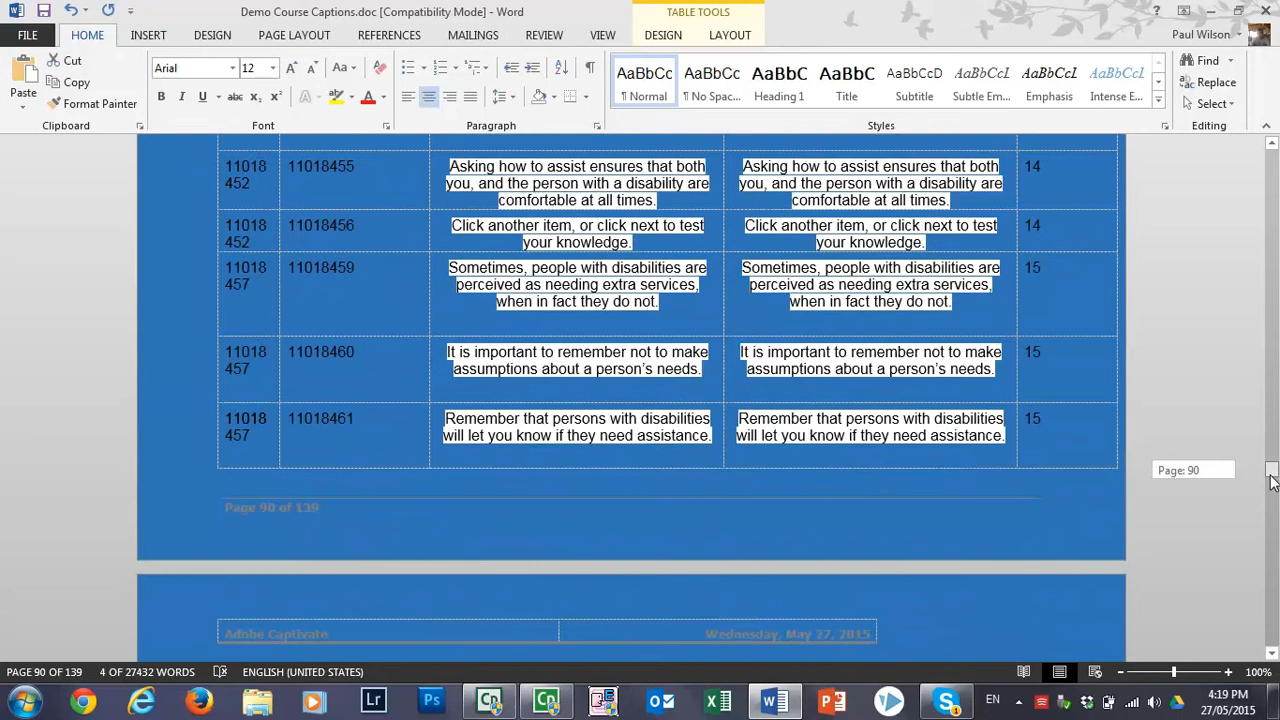 Demo Course Captions.doc [Compatibility Mode] - Word
TABLE TOOLS
FILE
HOME
INSERT
DESIGN
PAGE LAYOUT
REFERENCES
MAILINGS
REVIEW
VIEW
DESIGN
LAYOUT
Paul Wilson
Paste
Cut
Copy
Format Painter
Clipboard
Arial
12
Font
Paragraph
AaBbCc
¶ Normal
AaBbCc
¶ No Spac...
AaBbC
Heading 1
AaBbC
Title
AaBbCcD
Subtitle
AaBbCcI
Subtle Em...
AaBbCcI
Emphasis
AaBbCcI
Intense E...
Styles
Find
Replace
Select
Editing
11018
452
11018455
Asking how to assist ensures that both
you, and the person with a disability are
comfortable at all times.
Asking how to assist ensures that both
you, and the person with a disability are
comfortable at all times.
14
11018
452
11018456
Click another item, or click next to test
your knowledge.
Click another item, or click next to test
your knowledge.
14
11018
457
11018459
Sometimes, people with disabilities are
perceived as needing extra services,
when in fact they do not.
Sometimes, people with disabilities are
perceived as needing extra services,
when in fact they do not.
15
11018
457
11018460
It is important to remember not to make
assumptions about a person's needs.
It is important to remember not to make
assumptions about a person's needs.
15
11018
457
11018461
Remember that persons with disabilities
will let you know if they need assistance.
Remember that persons with disabilities
will let you know if they need assistance.
15
Page: 90
Page 90 of 139
Adobe Captivate
Wednesday, May 27, 2015
PAGE 90 OF 139
4 OF 27432 WORDS
ENGLISH (UNITED STATES)
100%
EN
4:19 PM
27/05/2015